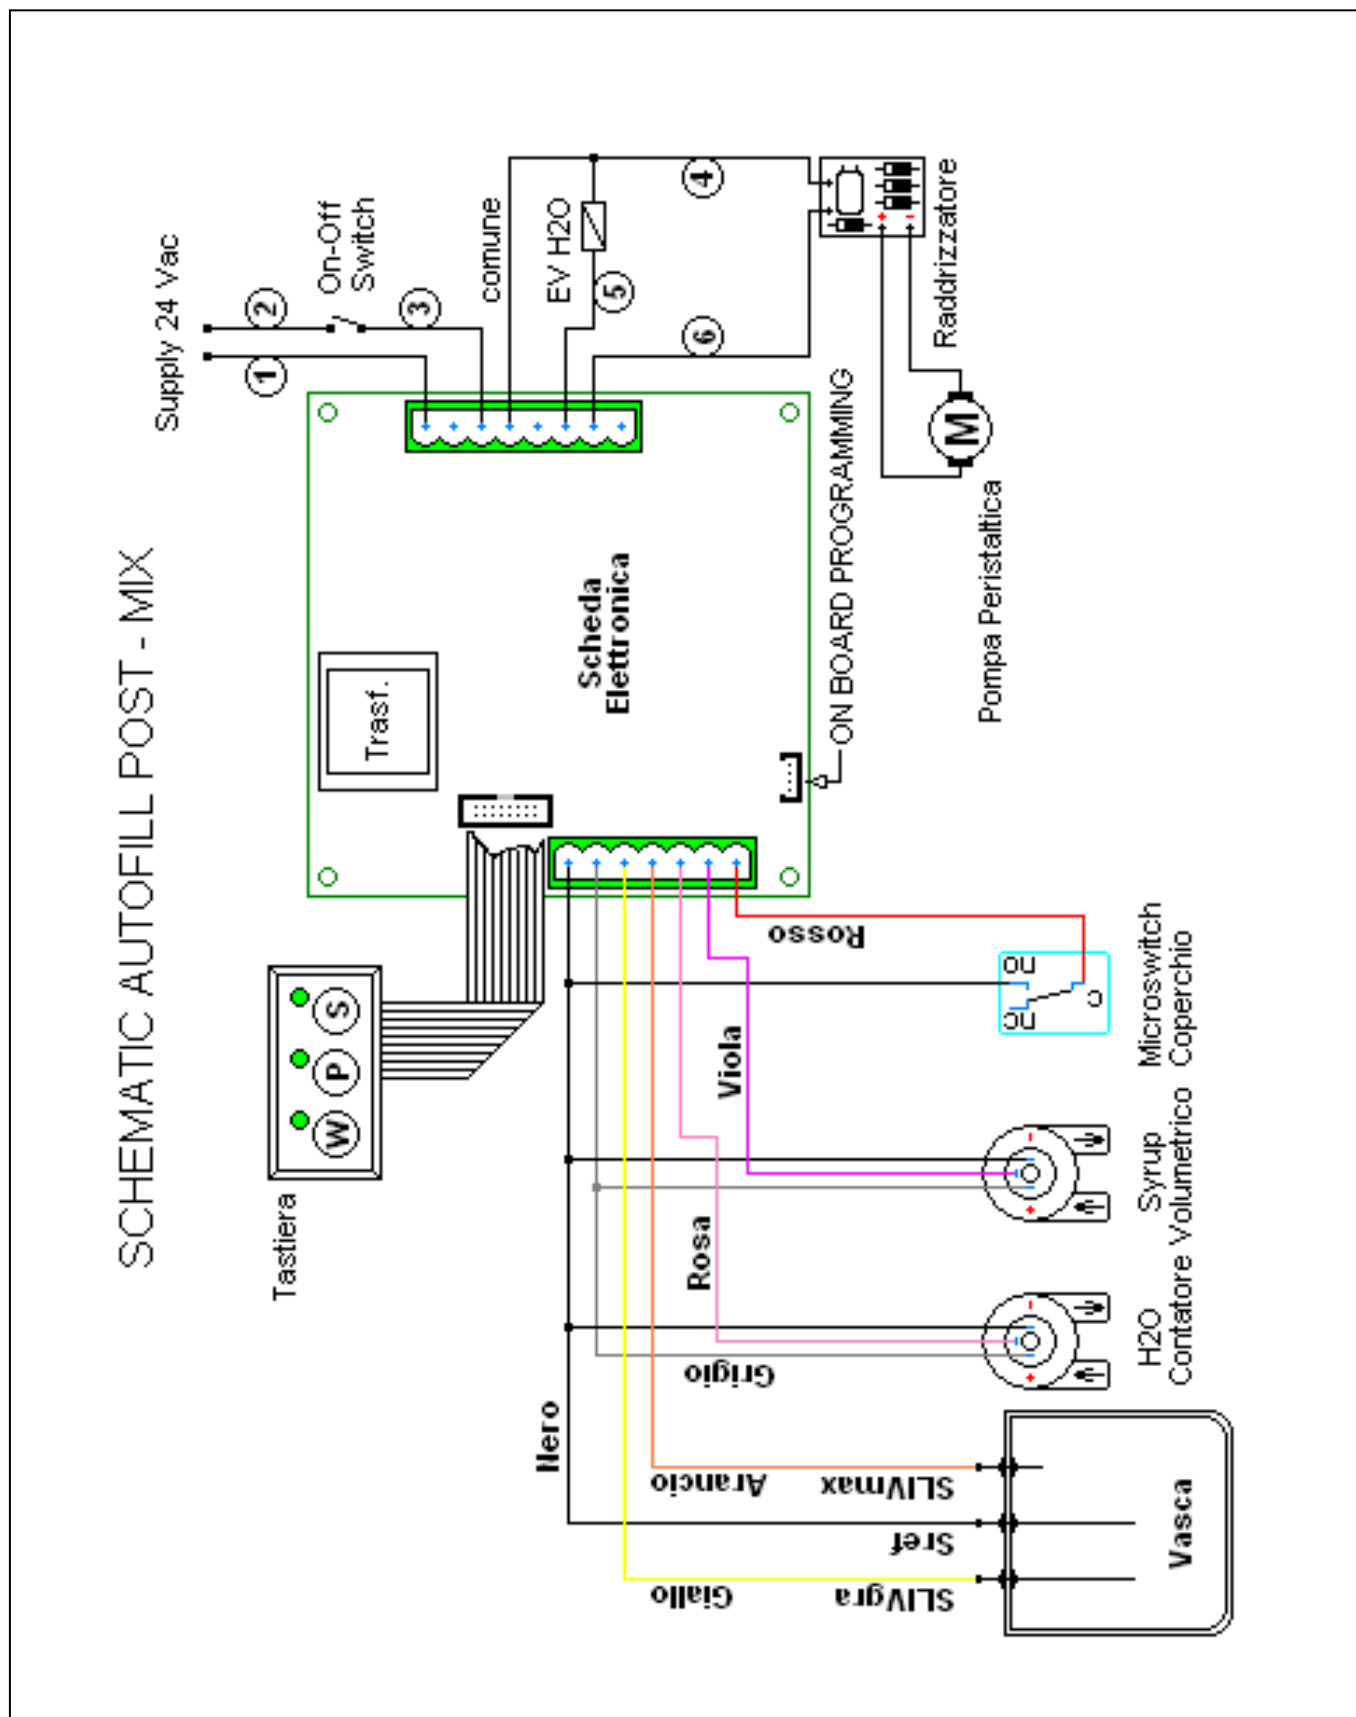 SCHEMATIC AUTOFILL POST - MIX
Supply 24 Vac
1
2
On-Off
Switch
3
comune
EV H2O
5
4
6
Raddrizzatore
+
-
M
Pompa Peristaltica
ON BOARD PROGRAMMING
Scheda
Elettronica
Trasf.
Tastiera
W
P
S
Nero
Grigio
Giallo
Arancio
Rosa
Viola
Rosso
SLIVgra
Sref
SLIVmax
Vasca
+
-
H2O
+
-
Syrup
Contatore Volumetrico
no
nc
c
Microswitch
Coperchio